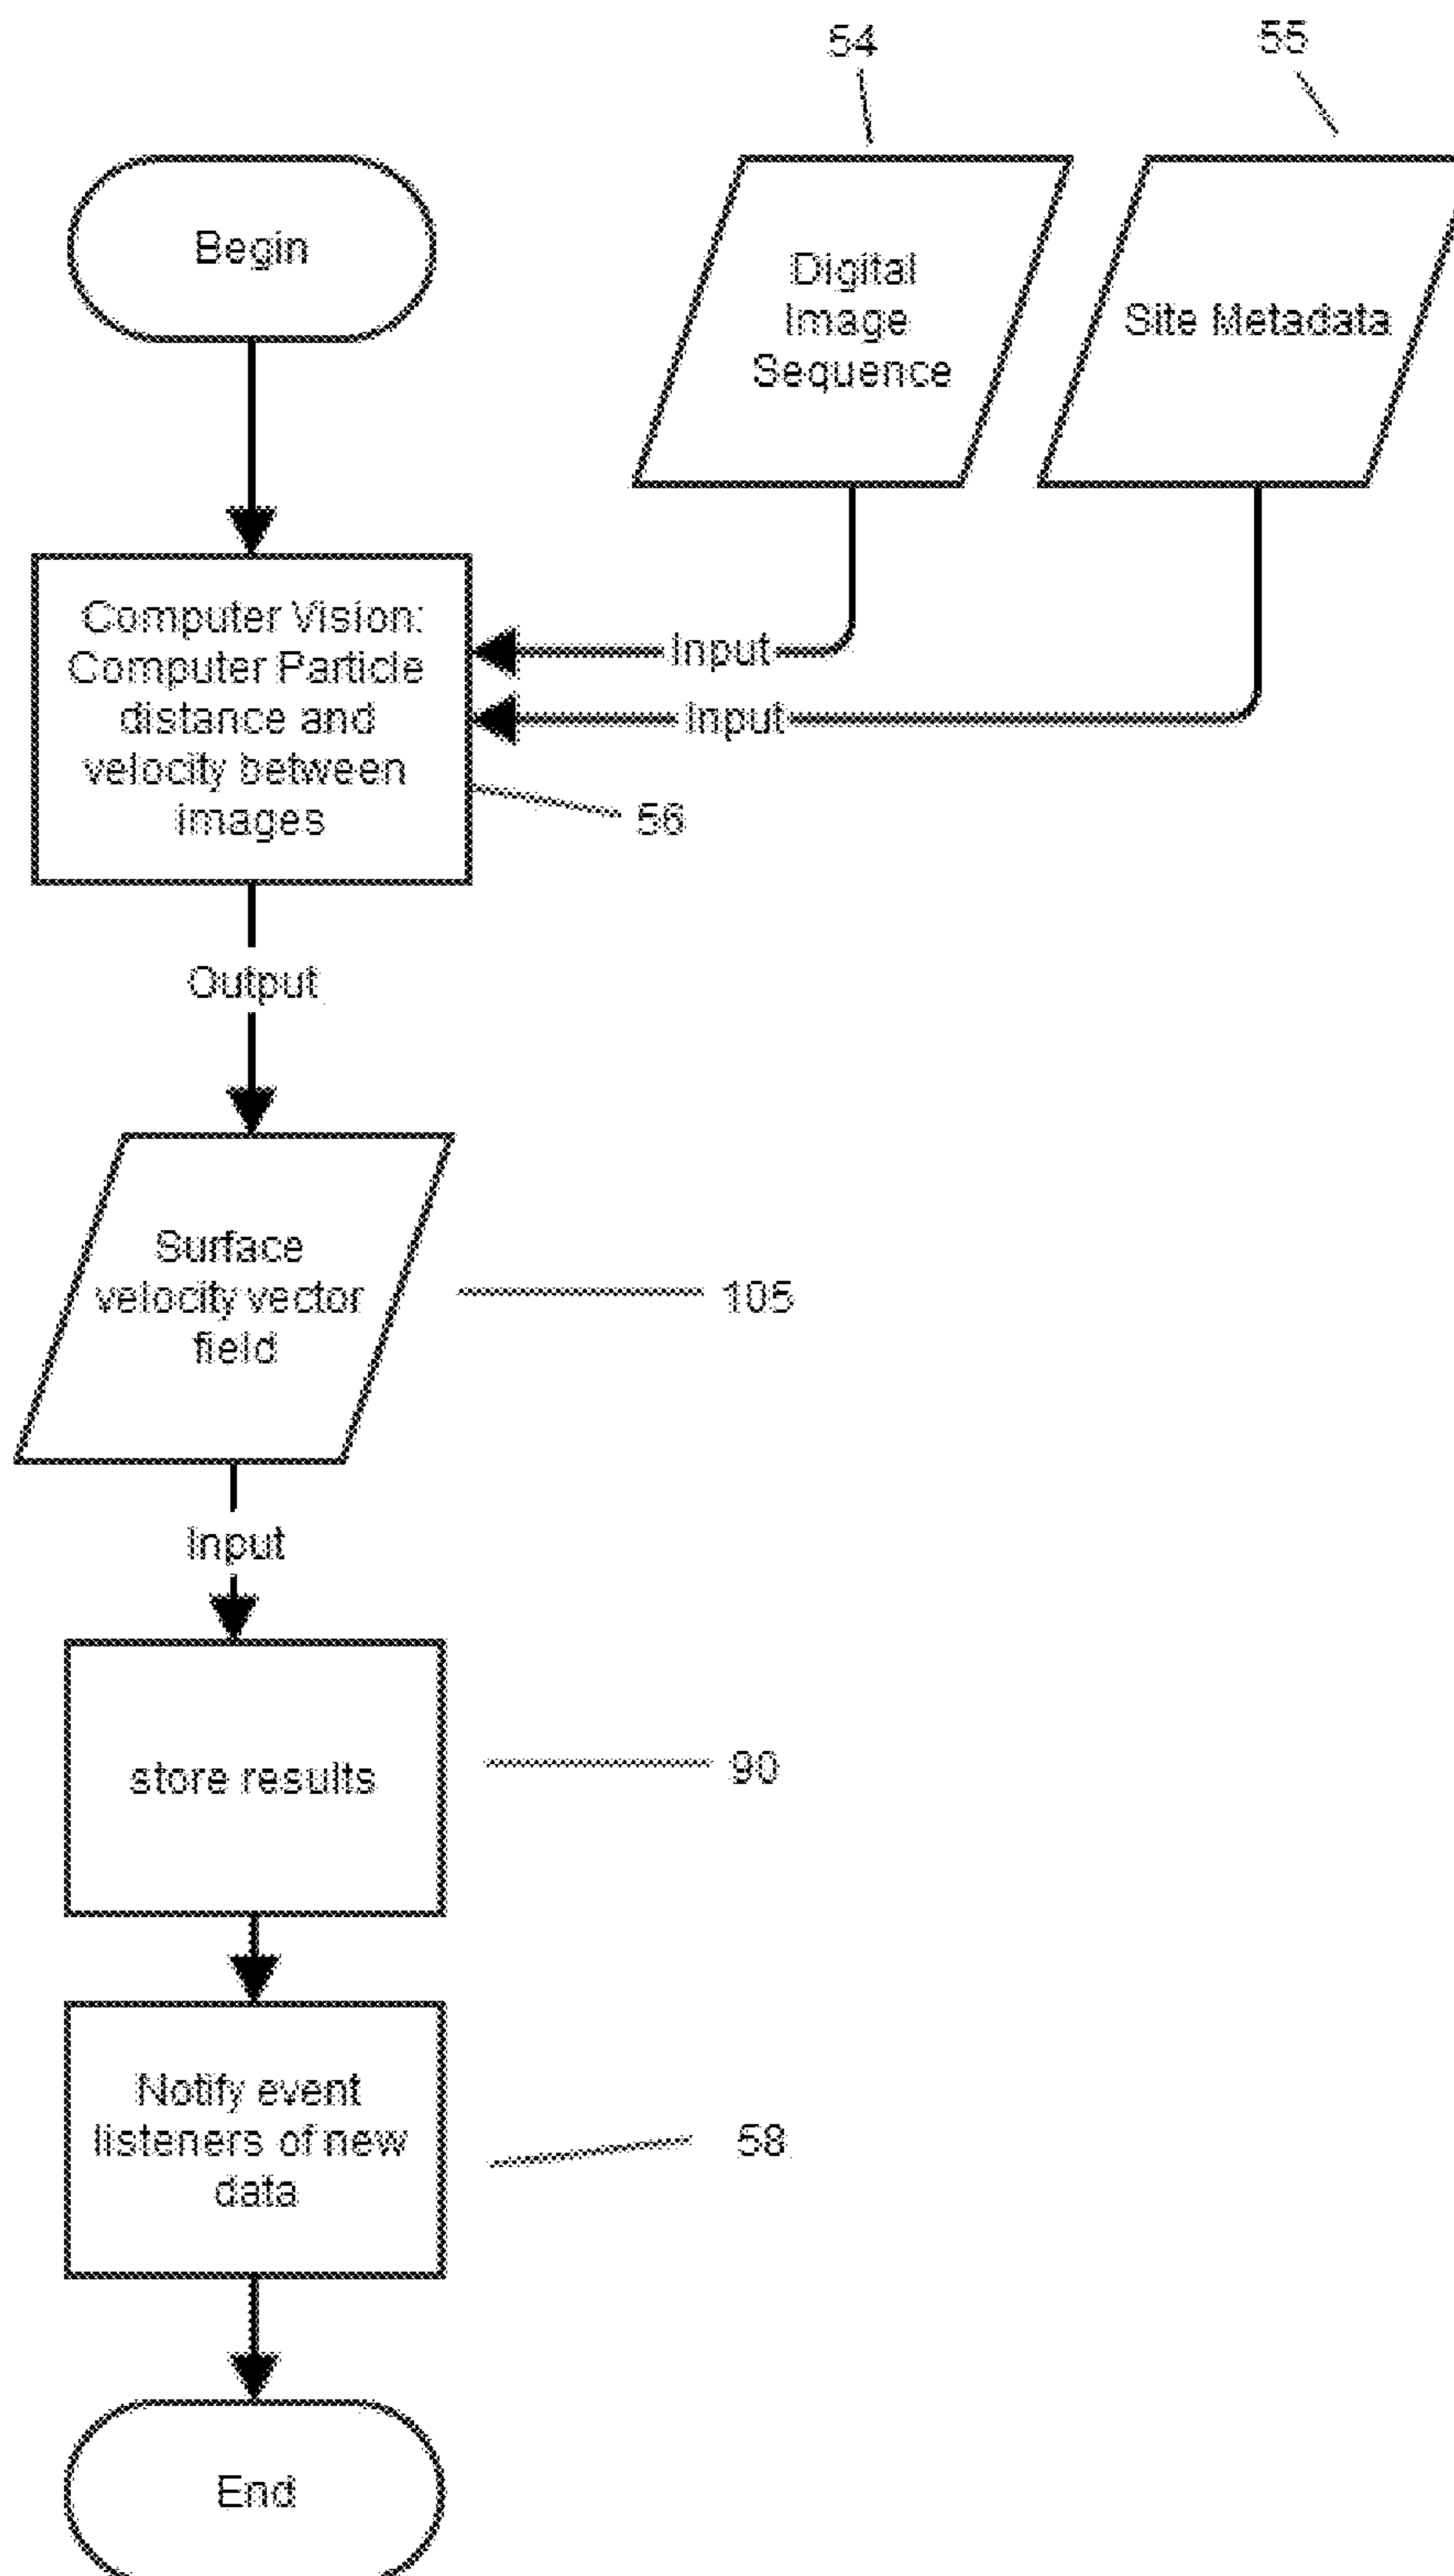 54
55
Begin
Digital
Image
Sequence
Site Metadata
Computer Vision:
Computer Particle
distance and
velocity between
images
Input
Input
56
Output
Surface
velocity vector
field
105
Input
store results
90
Notify event
listeners of new
data
58
End